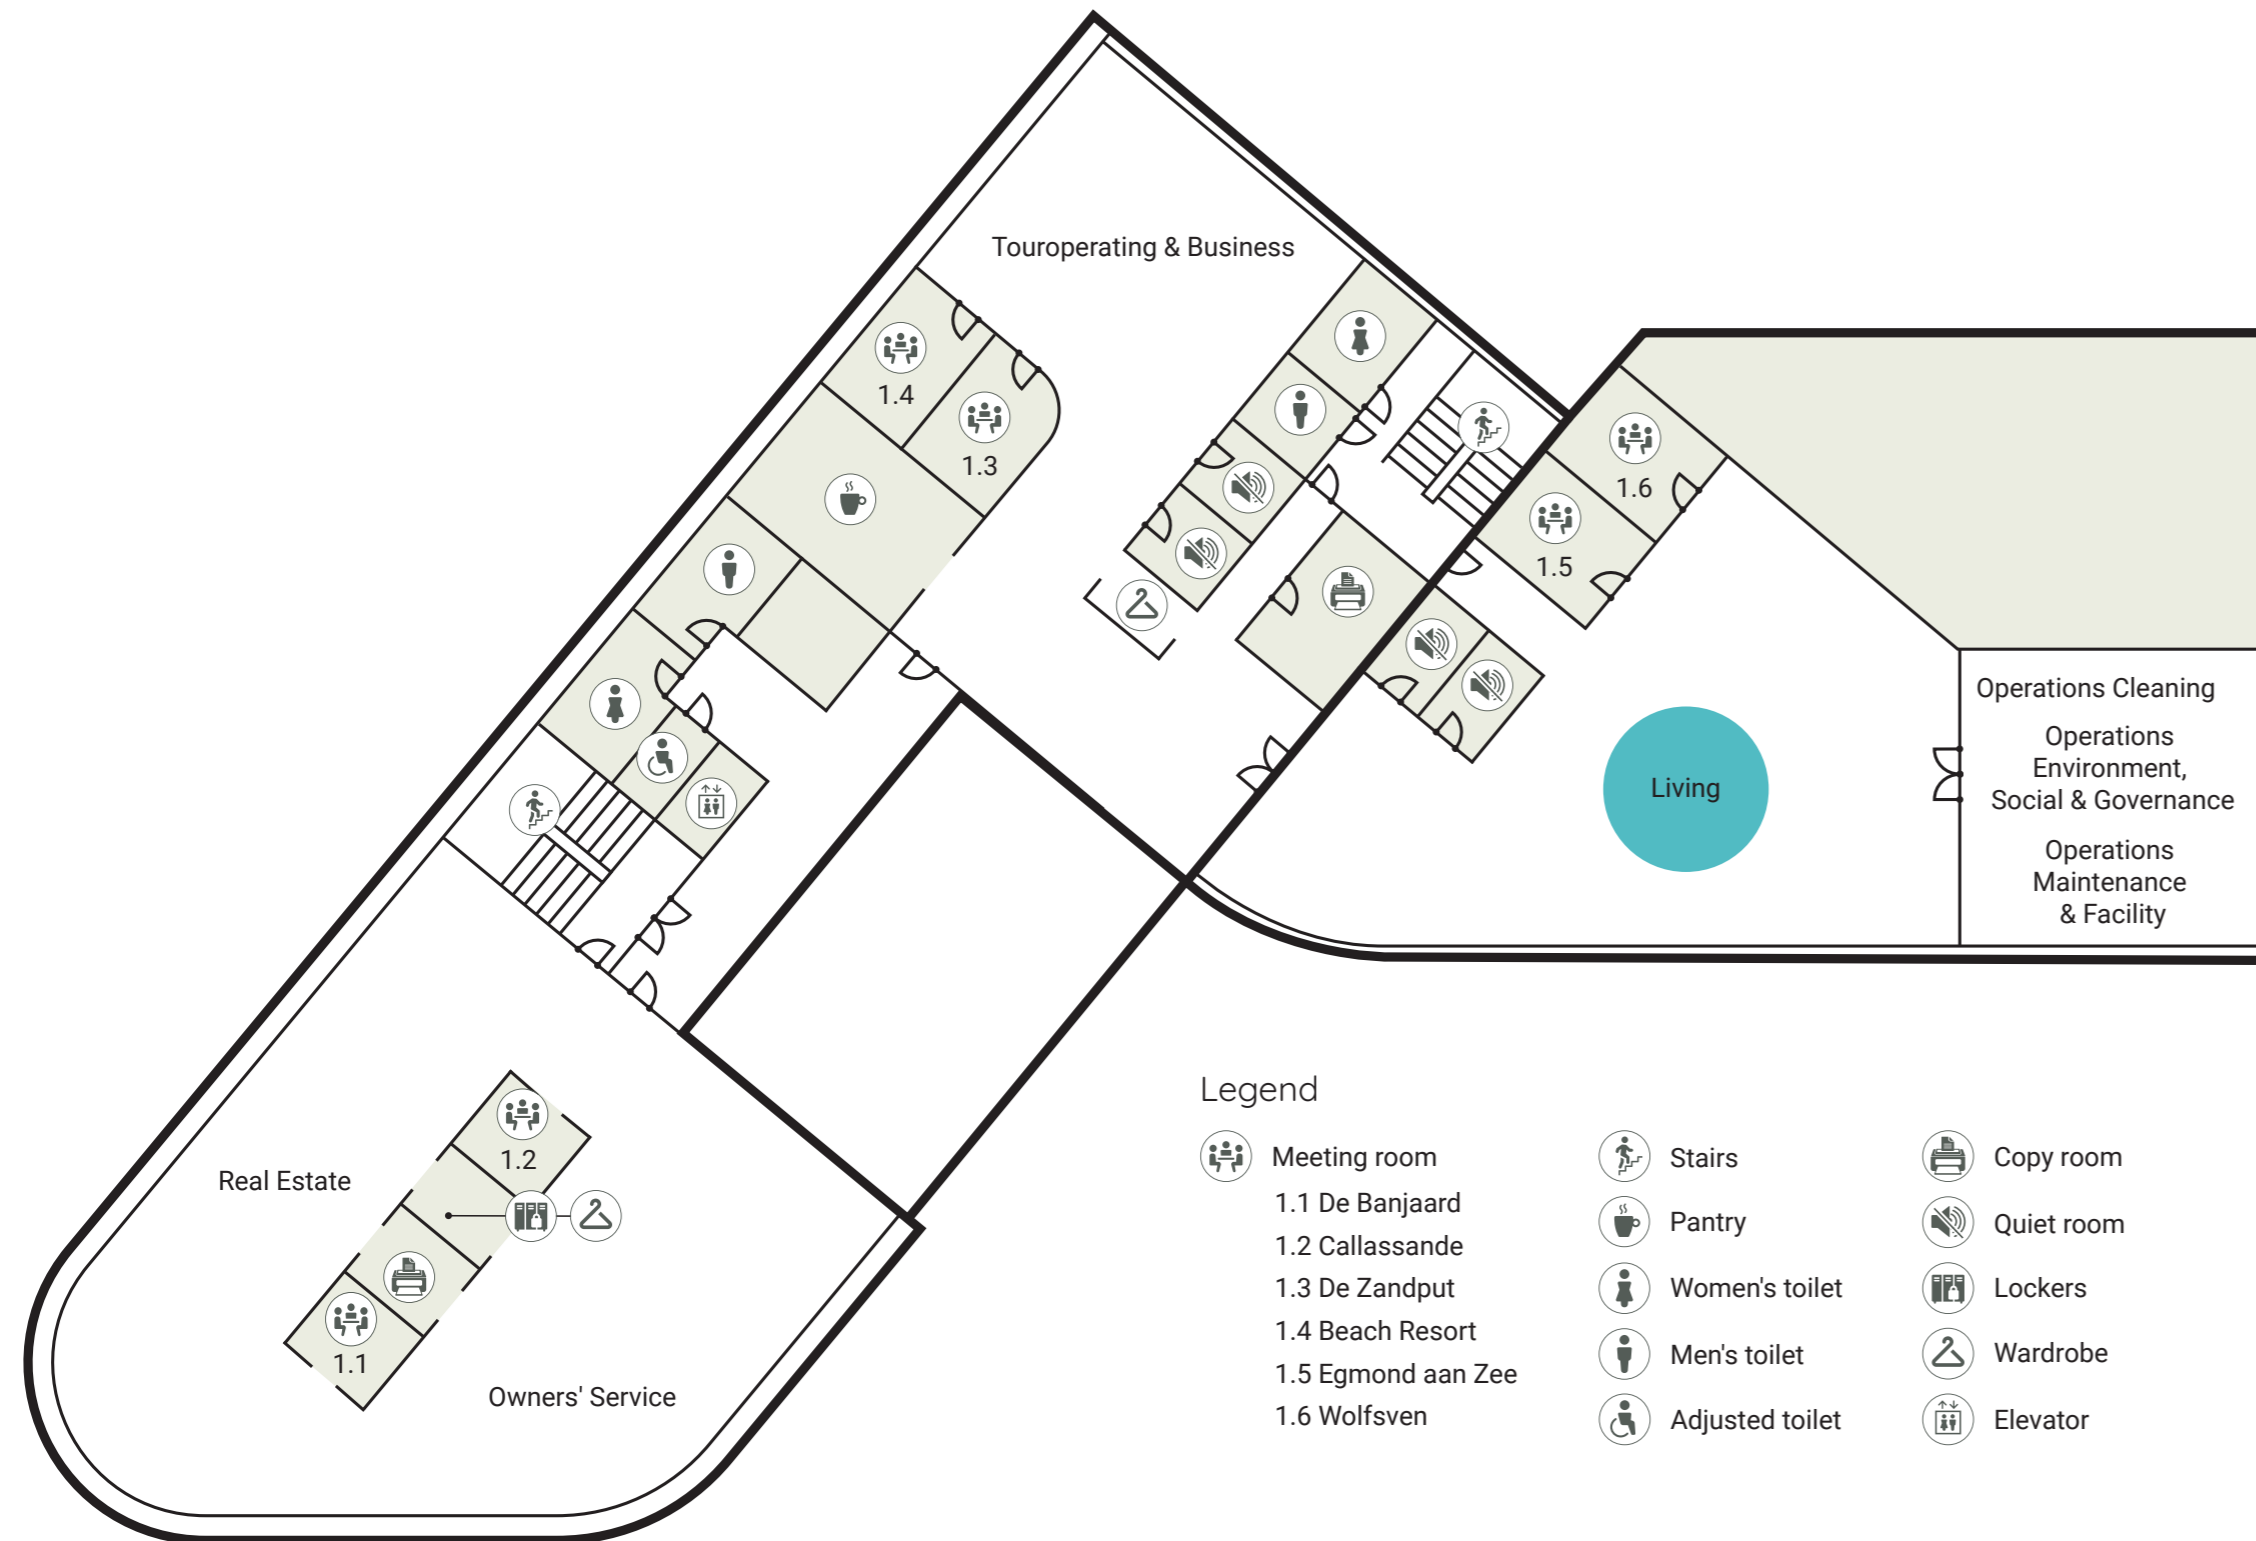 Touroperating & Business
1.4
1.3
1.6
1.5
Operations Cleaning
Operations
Environment,
Social & Governance
Operations
Maintenance
& Facility
Living
1.2
Real Estate
1.1
Owners' Service
Legend
Meeting room
1.1 De Banjaard
1.2 Callassande
1.3 De Zandput
1.4 Beach Resort
1.5 Egmond aan Zee
1.6 Wolfsven
Stairs
Pantry
Women's toilet
Men's toilet
Adjusted toilet
Copy room
Quiet room
Lockers
Wardrobe
Elevator